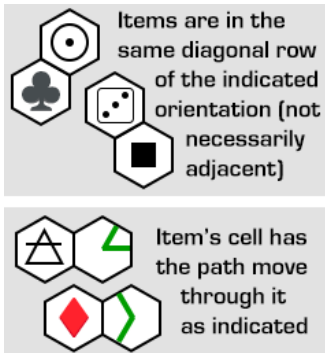 Items are in the
same diagonal row
of the indicated
orientation (not
necessarily
adjacent)
Item's cell has
the path move
through it
as indicated